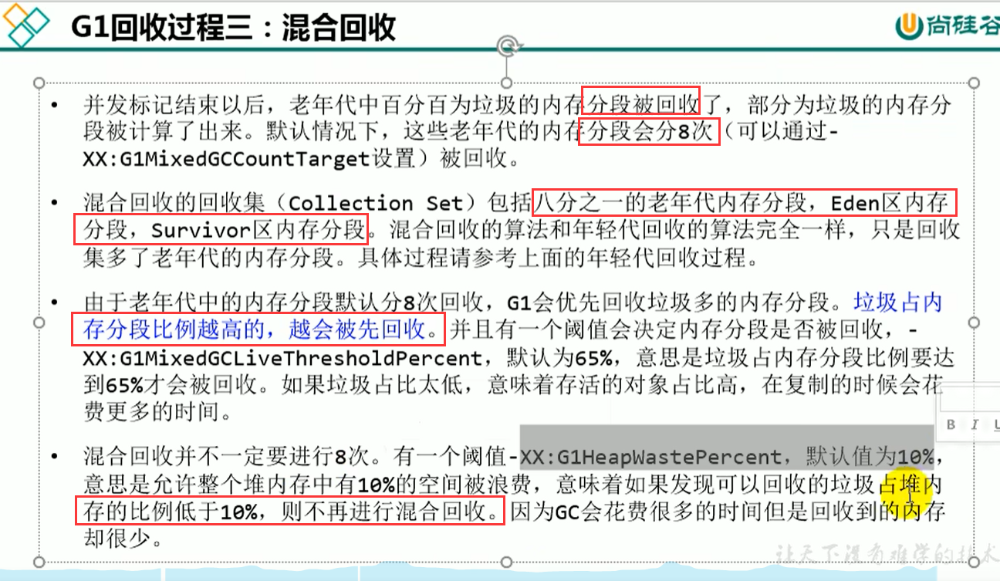 G1回收过程三：混合回收
尚硅谷
• 并发标记结束以后，老年代中百分百为垃圾的内存分段被回收了，部分为垃圾的内存分
段被计算了出来。默认情况下，这些老年代的内存分段会分8次（可以通过-
XX:G1MixedGCCountTarget设置）被回收。
• 混合回收的回收集（Collection Set）包括八分之一的老年代内存分段，Eden区内存
分段，Survivor区内存分段。混合回收的算法和年轻代回收的算法完全一样，只是回收
集多了老年代的内存分段。具体过程请参考上面的年轻代回收过程。
• 由于老年代中的内存分段默认分8次回收，G1会优先回收垃圾多的内存分段。垃圾占内
存分段比例越高的，越会被先回收。并且有一个阈值会决定内存分段是否被回收，-
XX:G1MixedGCLiveThresholdPercent，默认为65%，意思是垃圾占内存分段比例要达
到65%才会被回收。如果垃圾占比太低，意味着存活的对象占比高，在复制的时候会花
费更多的时间。
B I U
• 混合回收并不一定要进行8次。有一个阈值-XX:G1HeapWastePercent，默认值为10%，
意思是允许整个堆内存中有10%的空间被浪费，意味着如果发现可以回收的垃圾占堆内
存的比例低于10%，则不再进行混合回收。因为GC会花费很多的时间但是回收到的内存
却很少。
让天下没有难学的技术